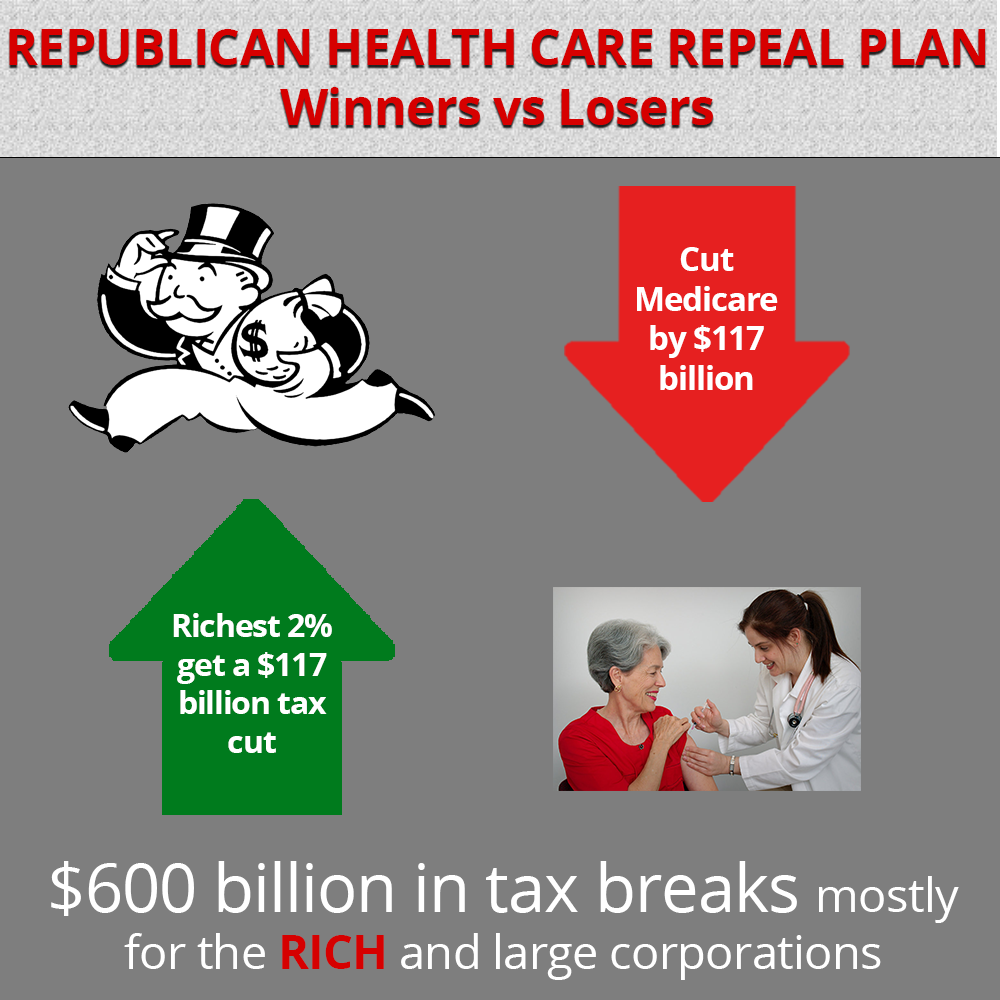 REPUBLICAN HEALTH CARE REPEAL PLAN
Winners vs Losers
$
Cut
Medicare
by $117
billion
Richest 2%
get a $117
billion tax
cut
$600 billion in tax breaks mostly
for the RICH and large corporations